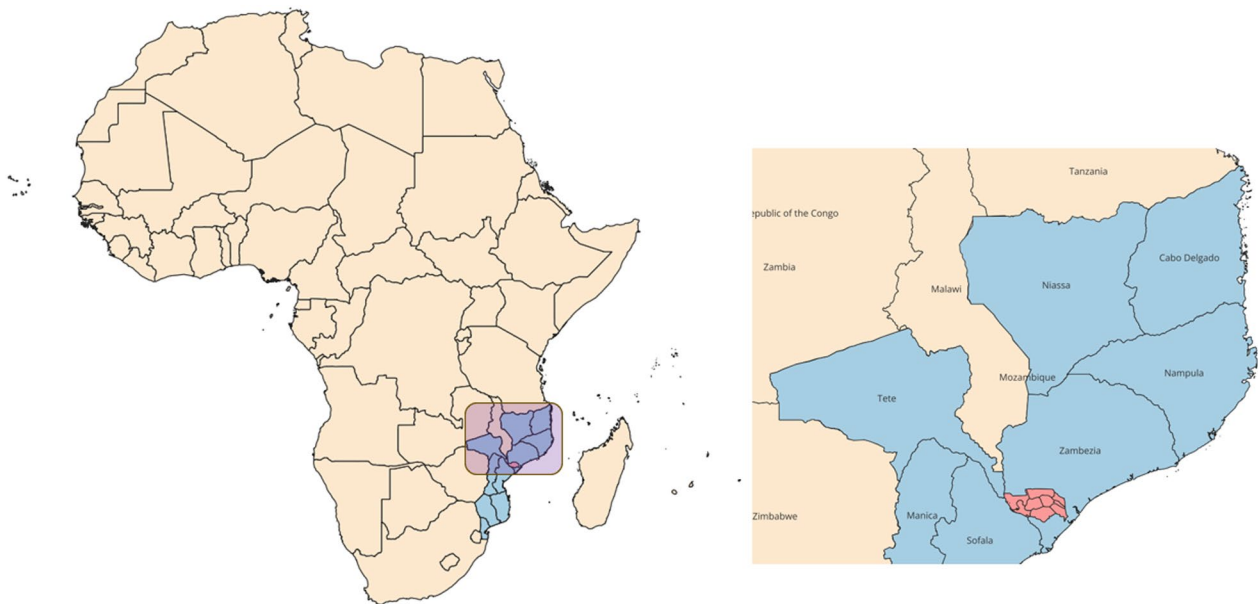 Tanzania
epublic of the Congo
Cabo Delgado
Zambia
Niassa
Malawi
Nampula
Mozambique
Tete
Zambezia
Manica
Zimbabwe
Sofala